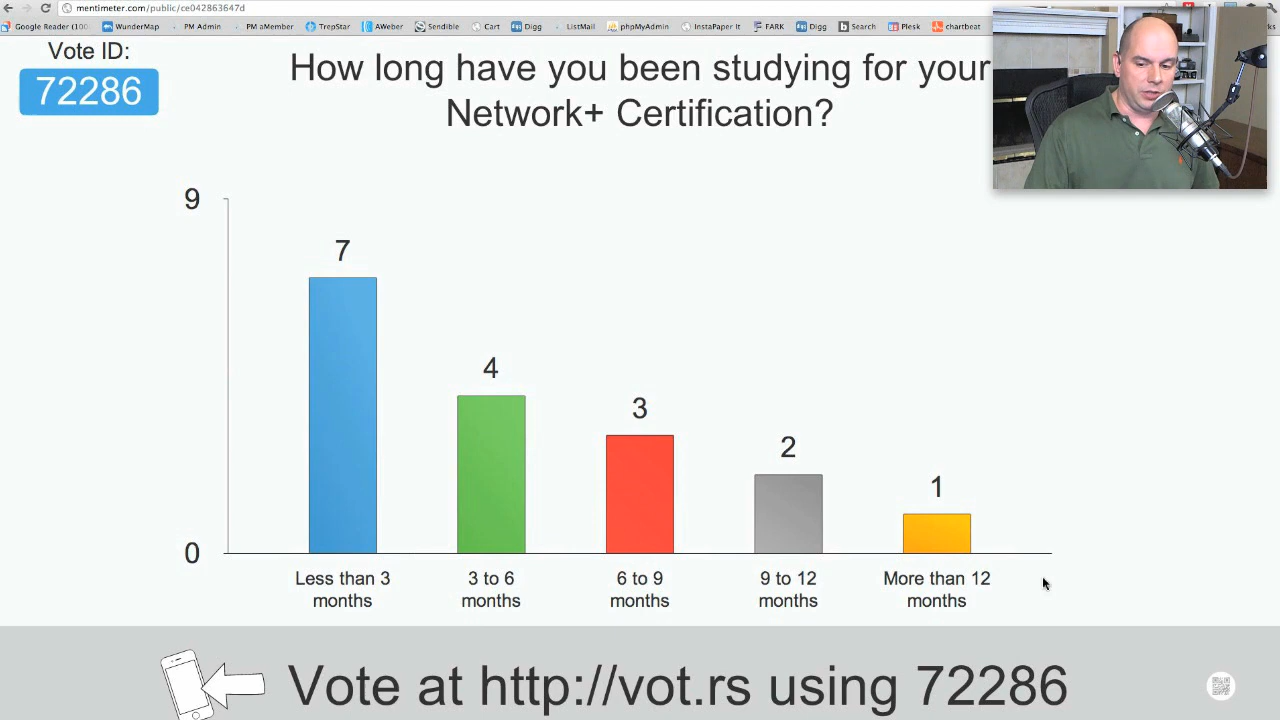 mentimeter.com/public/ce042863647d
Google Reader (100 WunderMap PM Admin PM aMember TrepStar AWeber Sendible Cart Digg ListMail phpMyAdmin InstaPaper It FARK Digg Search Plesk chartbeat
Vote ID:
72286
How long have you been studying for your
Network+ Certification?
9
7
4
3
2
1
0
Less than 3
months
3 to 6
months
6 to 9
months
9 to 12
months
More than 12
months
Vote at http://vot.rs using 72286